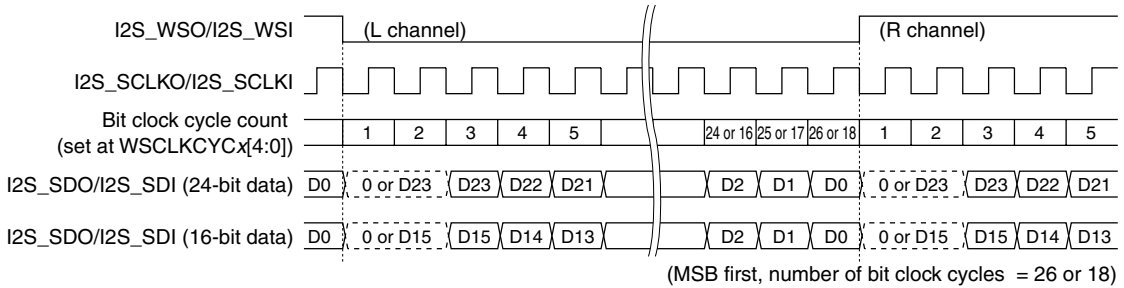 I2S_WSO/I2S_WSI (L channel) (R channel)
I2S_SCLKO/I2S_SCLKI
Bit clock cycle count
(set at WSCLKCYCx[4:0]) 1 2 3 4 5 24 or 16 25 or 17 26 or 18 1 2 3 4 5
I2S_SDO/I2S_SDI (24-bit data) D0 0 or D23 D23 D22 D21 D2 D1 D0 0 or D23 D23 D22 D21
I2S_SDO/I2S_SDI (16-bit data) D0 0 or D15 D15 D14 D13 D2 D1 D0 0 or D15 D15 D14 D13
(MSB first, number of bit clock cycles = 26 or 18)